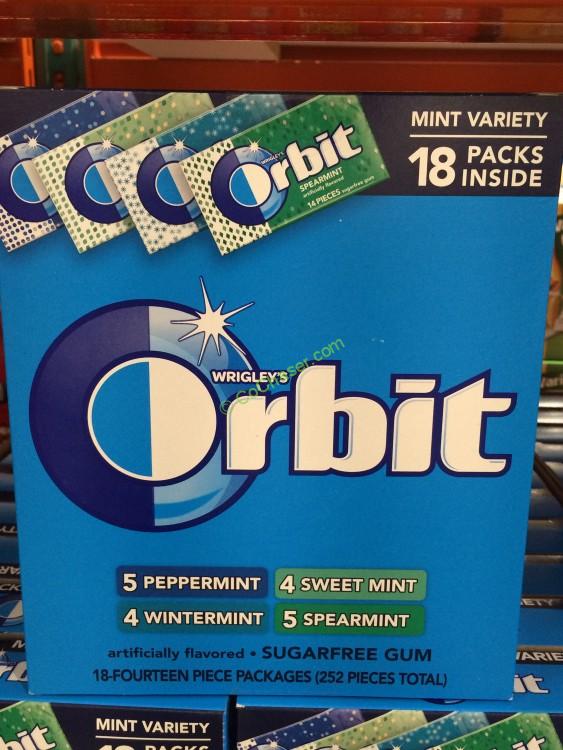 MINT VARIETY
18 PACKS INSIDE
WRIGLEY'S
Orbit
SPEARMINT
artificially flavored
14 PIECES sugarfree gum
WRIGLEY'S
Orbit
© CoChaser.com
5 PEPPERMINT
4 SWEET MINT
4 WINTERMINT
5 SPEARMINT
artificially flavored • SUGARFREE GUM
18-FOURTEEN PIECE PACKAGES (252 PIECES TOTAL)
MINT VARIETY